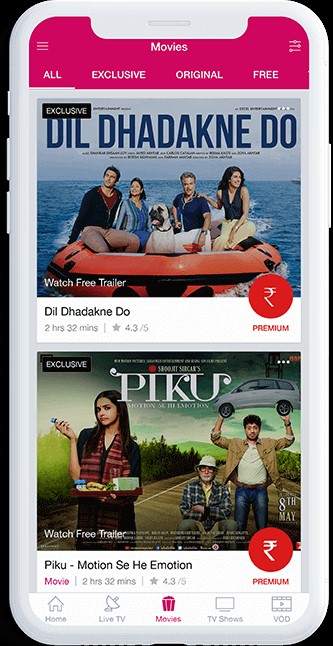 Movies
ALL EXCLUSIVE ORIGINAL FREE
EXCLUSIVE
DIL DHADAKNE DO
Watch Free Trailer
₹
Dil Dhadakne Do
2 hrs 32 mins | ★ 4.3 /5
PREMIUM
EXCLUSIVE
SHOOJIT SIRCAR'S
PIKU
MOTION SE HI EMOTION
8TH
MAY
Watch Free Trailer
₹
Piku - Motion Se He Emotion
Movie | 2 hrs 32 mins | ★ 4.3 /5
PREMIUM
Home Live TV Movies TV Shows VOD